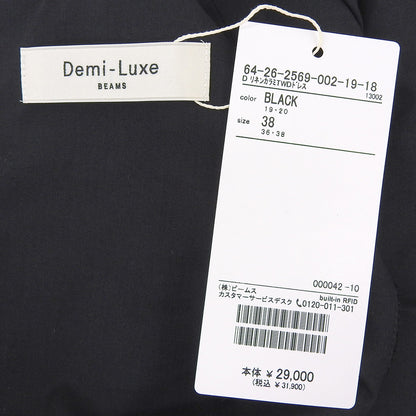 Demi-Luxe
BEAMS
64-26-2569-002-19-18
D リネンカラミTWDドレス
13002
color BLACK
19-20
size 38
36-38
000042-10
(株)ビームス
built-in RFID
カスタマーサービスデスク 0120-011-301
本体 ¥ 29,000
(税込 ¥ 31,900)